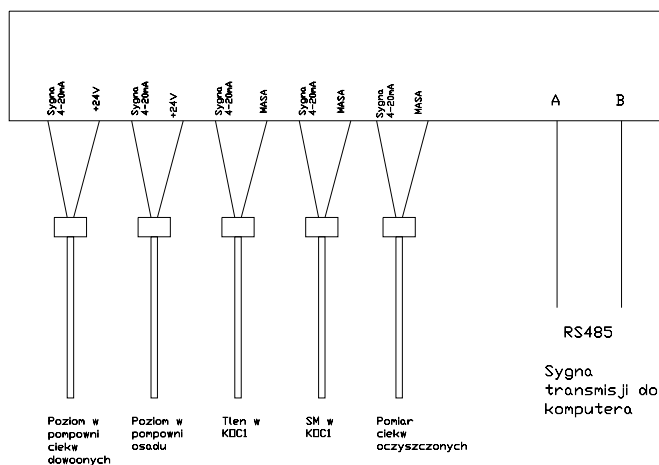 Sygna
4-20mA
+24V
Sygna
4-20mA
+24V
Sygna
4-20mA
MASA
Sygna
4-20mA
MASA
Sygna
4-20mA
MASA
A
B
RS485
Sygna
transmisji do
komputera
Poziom w
pompowni
ciekw
dowoonych
Poziom w
pompowni
osadu
Tlen w
KOC1
SM w
KOC1
Pomiar
ciekw
oczyszczonych